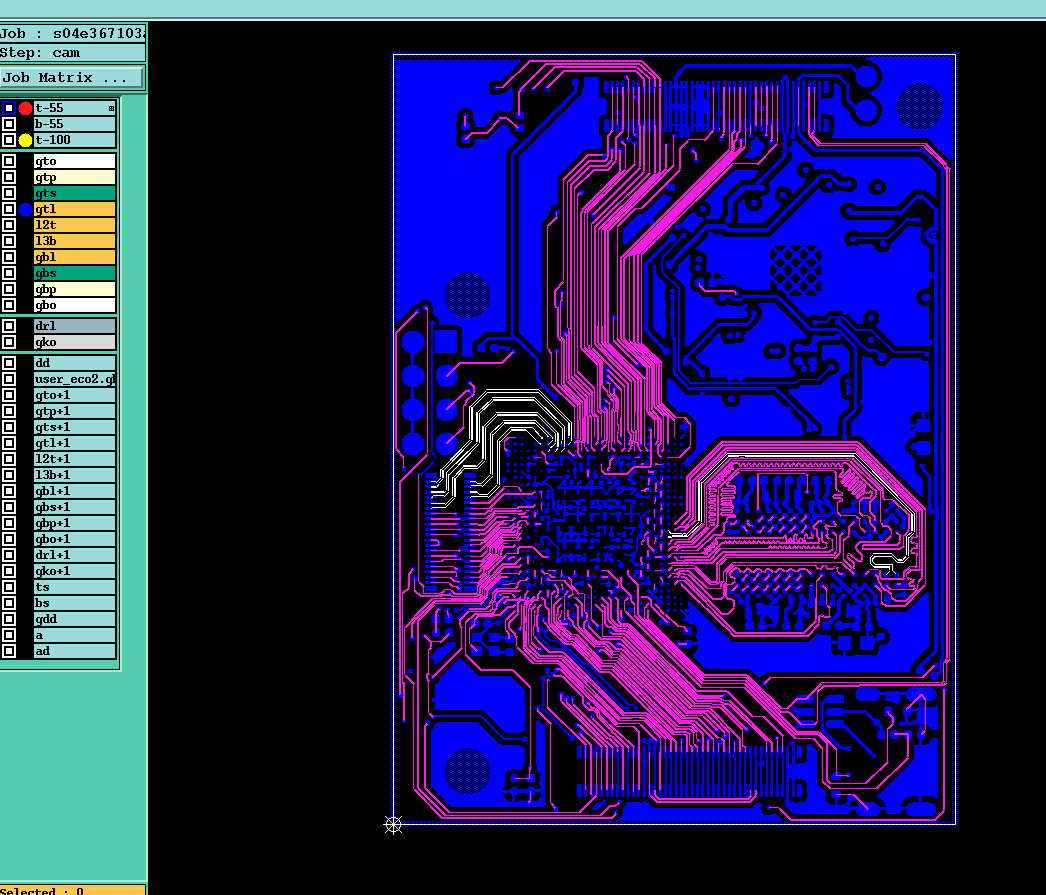 Job : s04e367103a
Step: cam
Job Matrix ...
t-55
b-55
t-100
gto
gtp
gts
gtl
l2t
l3b
gbl
gbs
gbp
gbo
drl
gko
dd
user_eco2.gl
gto+1
gtp+1
gts+1
gtl+1
l2t+1
l3b+1
gbl+1
gbs+1
gbp+1
gbo+1
drl+1
gko+1
ts
bs
gdd
a
ad
Selected : 0